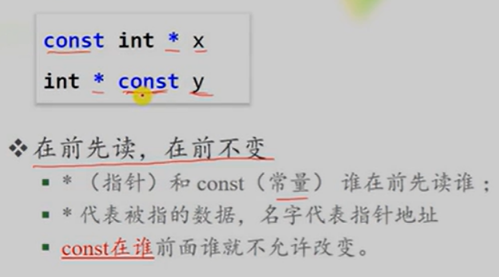 const int * x
int * const y
❖在前先读，在前不变
▪ *（指针）和 const（常量） 谁在前先读谁；
▪ * 代表被指的数据，名字代表指针地址
▪ const在谁前面谁就不允许改变。